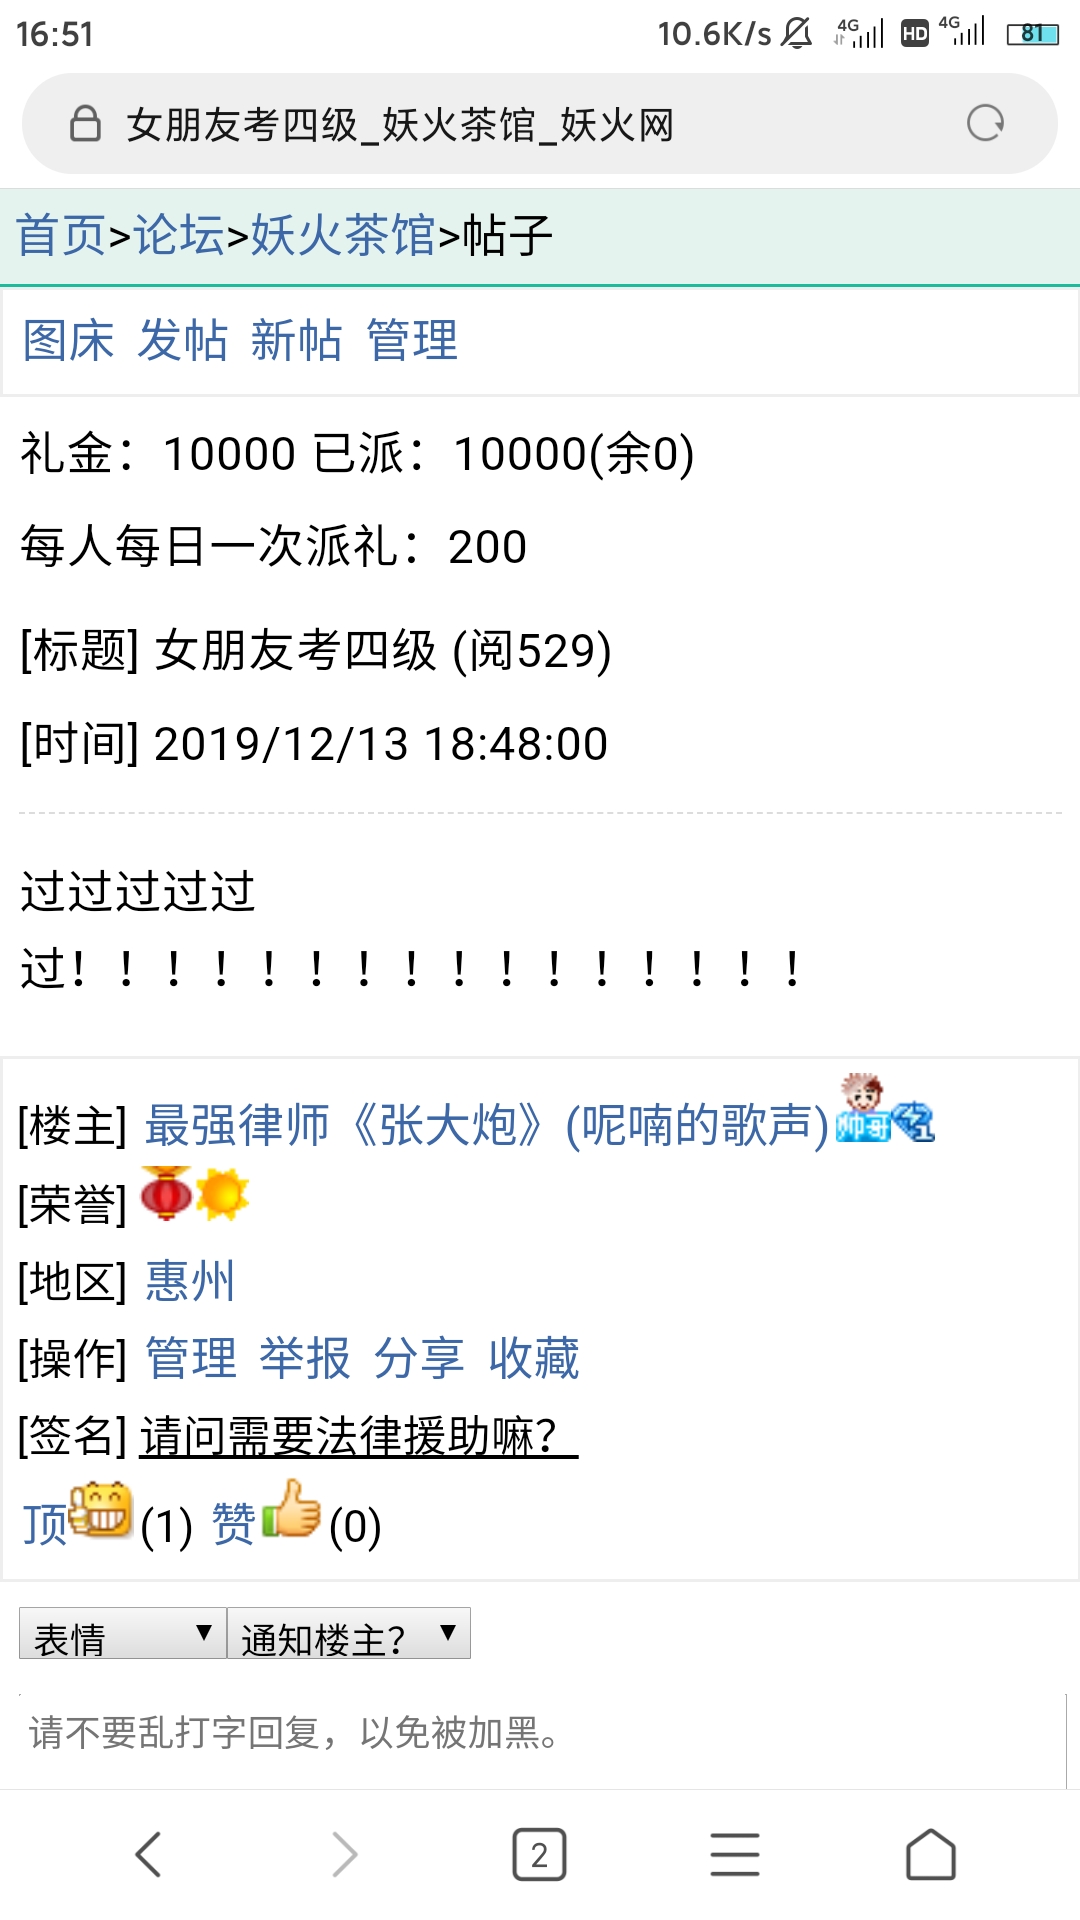 16:51 10.6K/s 4G HD 4G 81
女朋友考四级_妖火茶馆_妖火网
首页>论坛>妖火茶馆>帖子
图床 发帖 新帖 管理
礼金：10000 已派：10000(余0)
每人每日一次派礼：200
[标题] 女朋友考四级 (阅529)
[时间] 2019/12/13 18:48:00
过过过过过
过！！！！！！！！！！！！！！！！
[楼主] 最强律师《张大炮》(呢喃的歌声) 帅哥 1
[荣誉]
[地区] 惠州
[操作] 管理 举报 分享 收藏
[签名] 请问需要法律援助嘛？
顶 (1) 赞 (0)
表情 通知楼主？
请不要乱打字回复，以免被加黑。
2